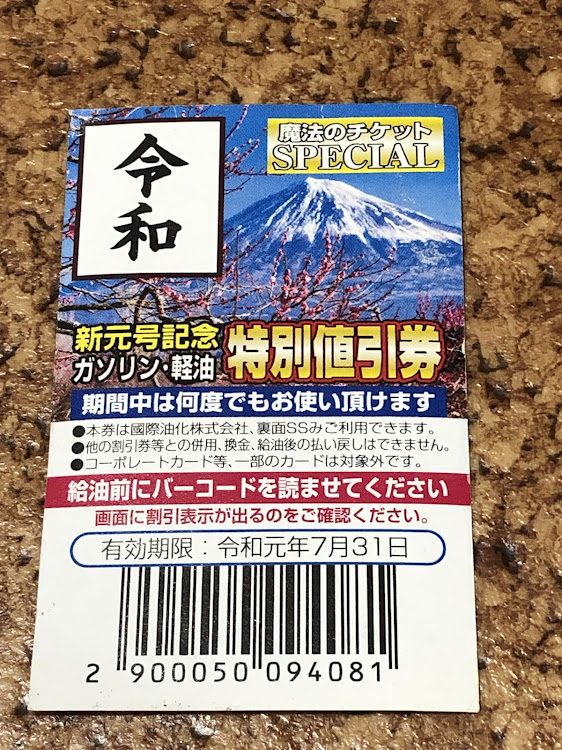 令和
魔法のチケット
SPECIAL
新元号記念
ガソリン・軽油
特別値引券
期間中は何度でもお使い頂けます
●本券は國際油化株式会社、裏面SSみご利用できます。
●他の割引券等との併用、換金、給油後の払い戻しはできません。
●コーポレートカード等、一部のカードは対象外です。
給油前にバーコードを読ませてください
画面に割引表示が出るのをご確認ください。
有効期限：令和元年7月31日
2 900050 094081